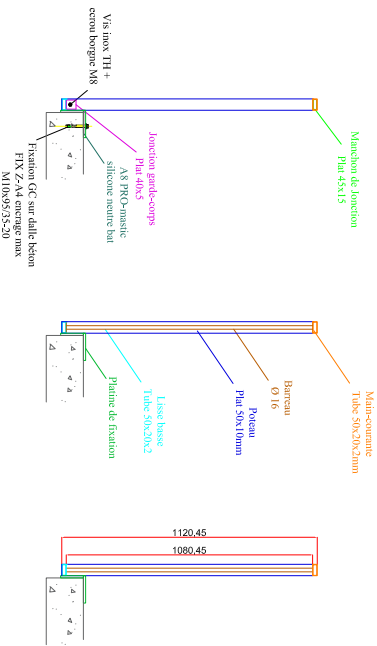 Vis inox TH +
ecrou borgne M8
Manchon de Jonction
Plat 45x15
Jonction garde-corps
Plat 40x5
A8 PRO-mastic
silicone neutre bat
Fixation GC sur dalle béton
FIX Z-A4 encrage max
M10x95/35-20
Main-courante
Tube 50x20x2mm
Barreau
Ø 16
Poteau
Plat 50x10mm
Lisse basse
Tube 50x20x2
Platine de fixation
1120,45
1080,45